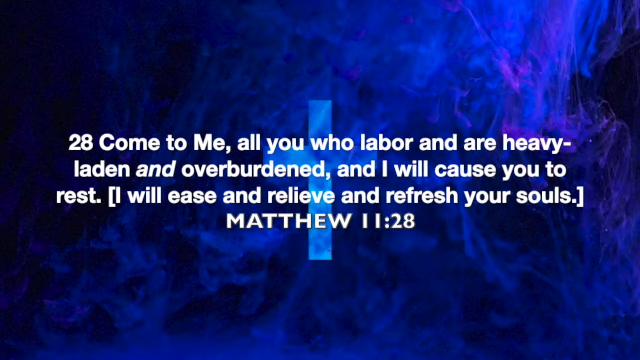 28 Come to Me, all you who labor and are heavy-
laden and overburdened, and I will cause you to
rest. [I will ease and relieve and refresh your souls.]
MATTHEW 11:28